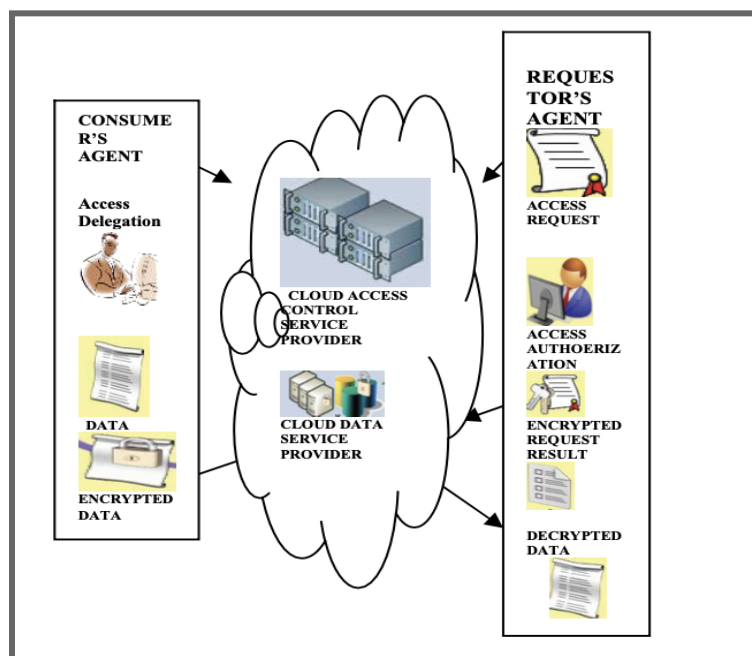 CONSUME
R'S
AGENT
Access
Delegation
DATA
ENCRYPTED
DATA
CLOUD ACCESS
CONTROL
SERVICE
PROVIDER
CLOUD DATA
SERVICE
PROVIDER
REQUES
TOR'S
AGENT
ACCESS
REQUEST
ACCESS
AUTHOERIZ
ATION
ENCRYPTED
REQUEST
RESULT
DECRYPTED
DATA